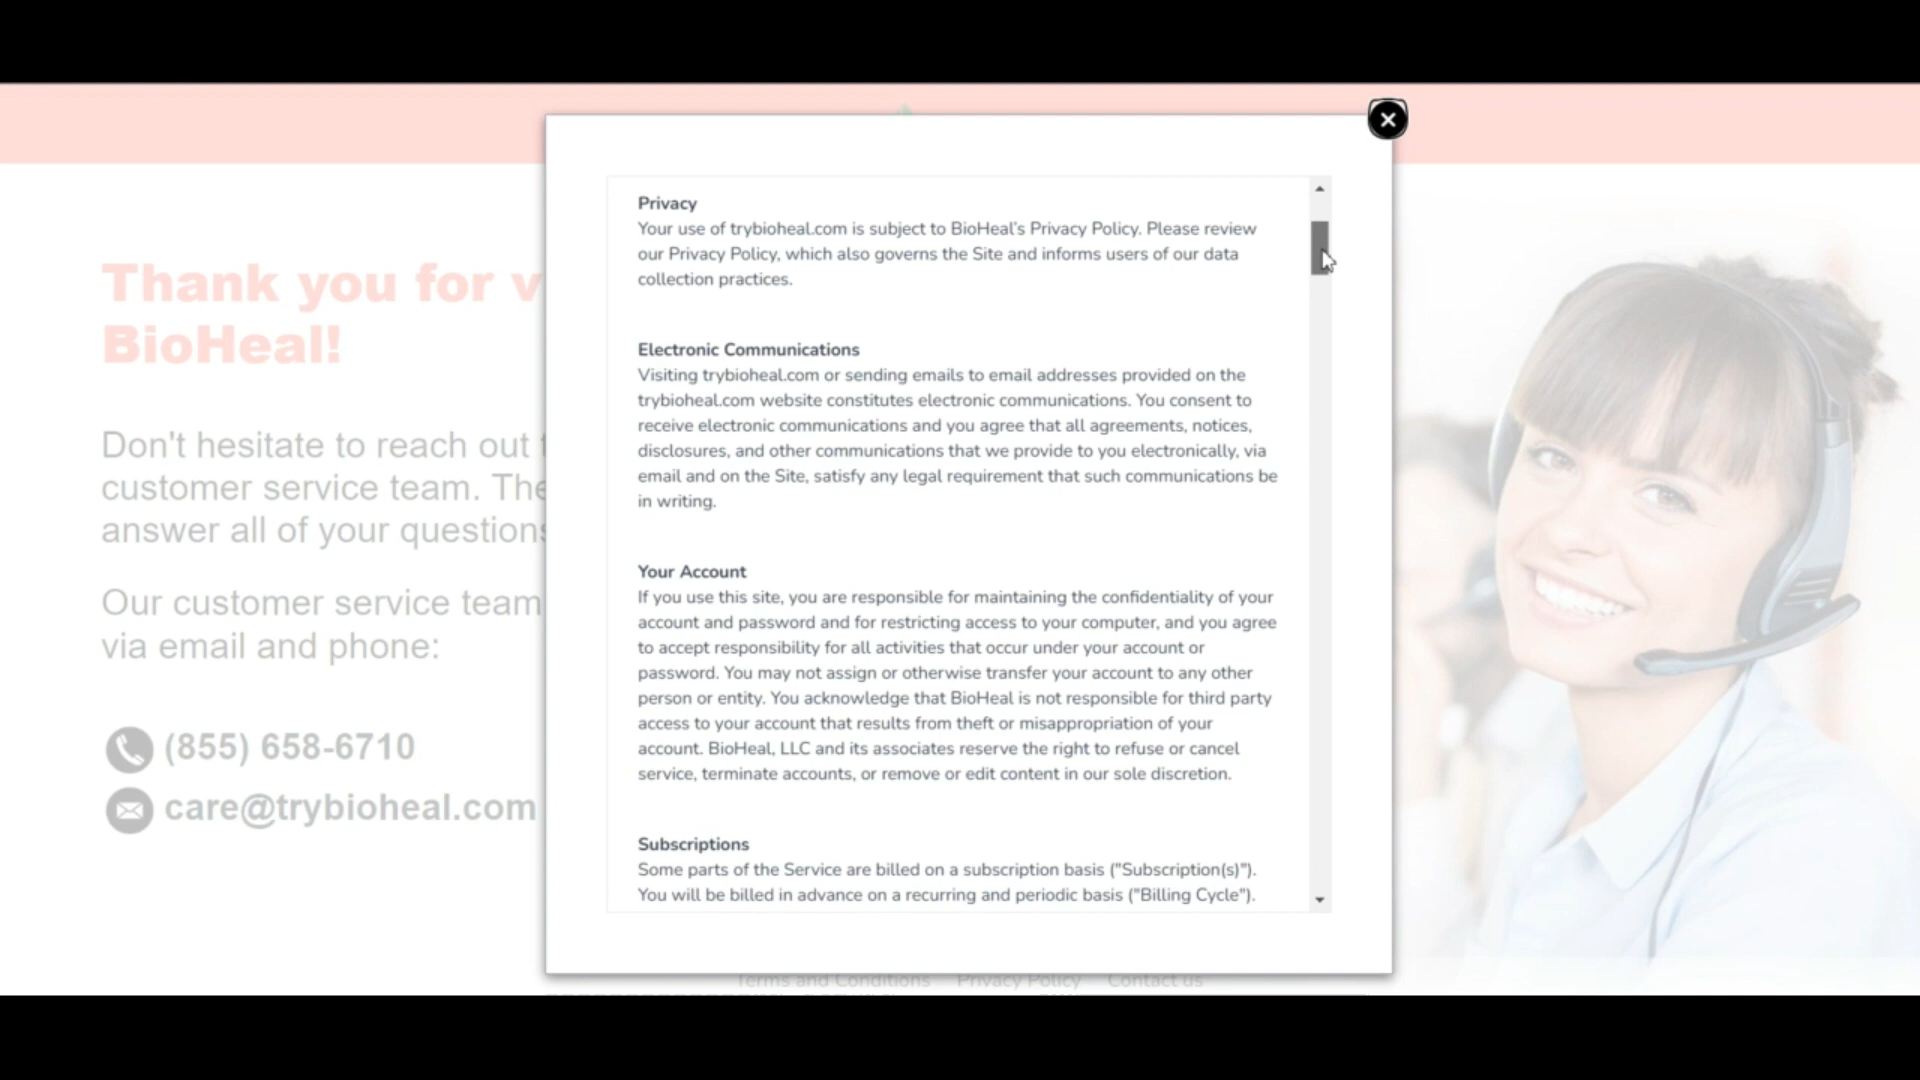 Privacy
Your use of trybioheal.com is subject to BioHeal's Privacy Policy. Please review
our Privacy Policy, which also governs the Site and informs users of our data
collection practices.
Electronic Communications
Visiting trybioheal.com or sending emails to email addresses provided on the
trybioheal.com website constitutes electronic communications. You consent to
receive electronic communications and you agree that all agreements, notices,
disclosures, and other communications that we provide to you electronically, via
email and on the Site, satisfy any legal requirement that such communications be
in writing.
Your Account
If you use this site, you are responsible for maintaining the confidentiality of your
account and password and for restricting access to your computer, and you agree
to accept responsibility for all activities that occur under your account or
password. You may not assign or otherwise transfer your account to any other
person or entity. You acknowledge that BioHeal is not responsible for third party
access to your account that results from theft or misappropriation of your
account. BioHeal, LLC and its associates reserve the right to refuse or cancel
service, terminate accounts, or remove or edit content in our sole discretion.
Subscriptions
Some parts of the Service are billed on a subscription basis ("Subscription(s)").
You will be billed in advance on a recurring and periodic basis ("Billing Cycle").
Thank you for v
BioHeal!
Don't hesitate to reach out
customer service team. The
answer all of your questions
Our customer service team
via email and phone:
(855) 658-6710
care@trybioheal.com
Terms and Conditions Privacy Policy Contact us